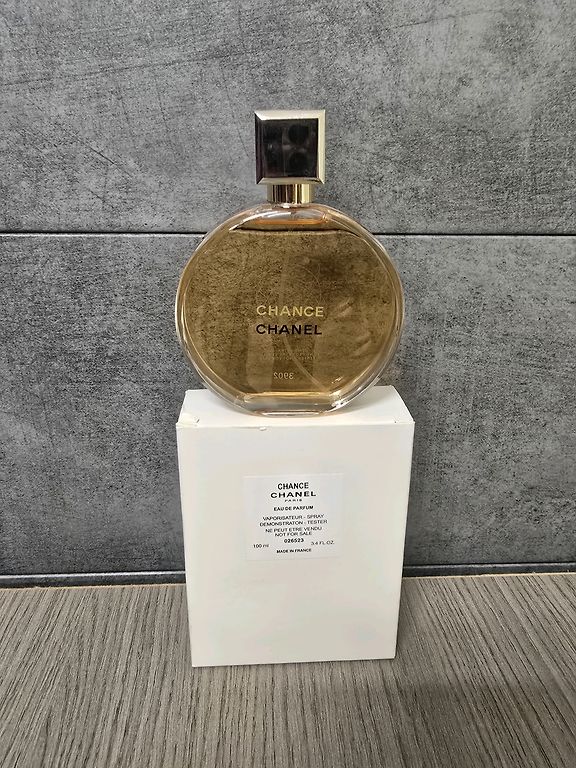 CHANCE
CHANEL
3902
CHANCE
CHANEL
PARIS
EAU DE PARFUM
VAPORISATEUR - SPRAY
DEMONSTRATON - TESTER
NE PEUT ETRE VENDU
NOT FOR SALE
100 ml 026523 3.4 FL.OZ.
MADE IN FRANCE